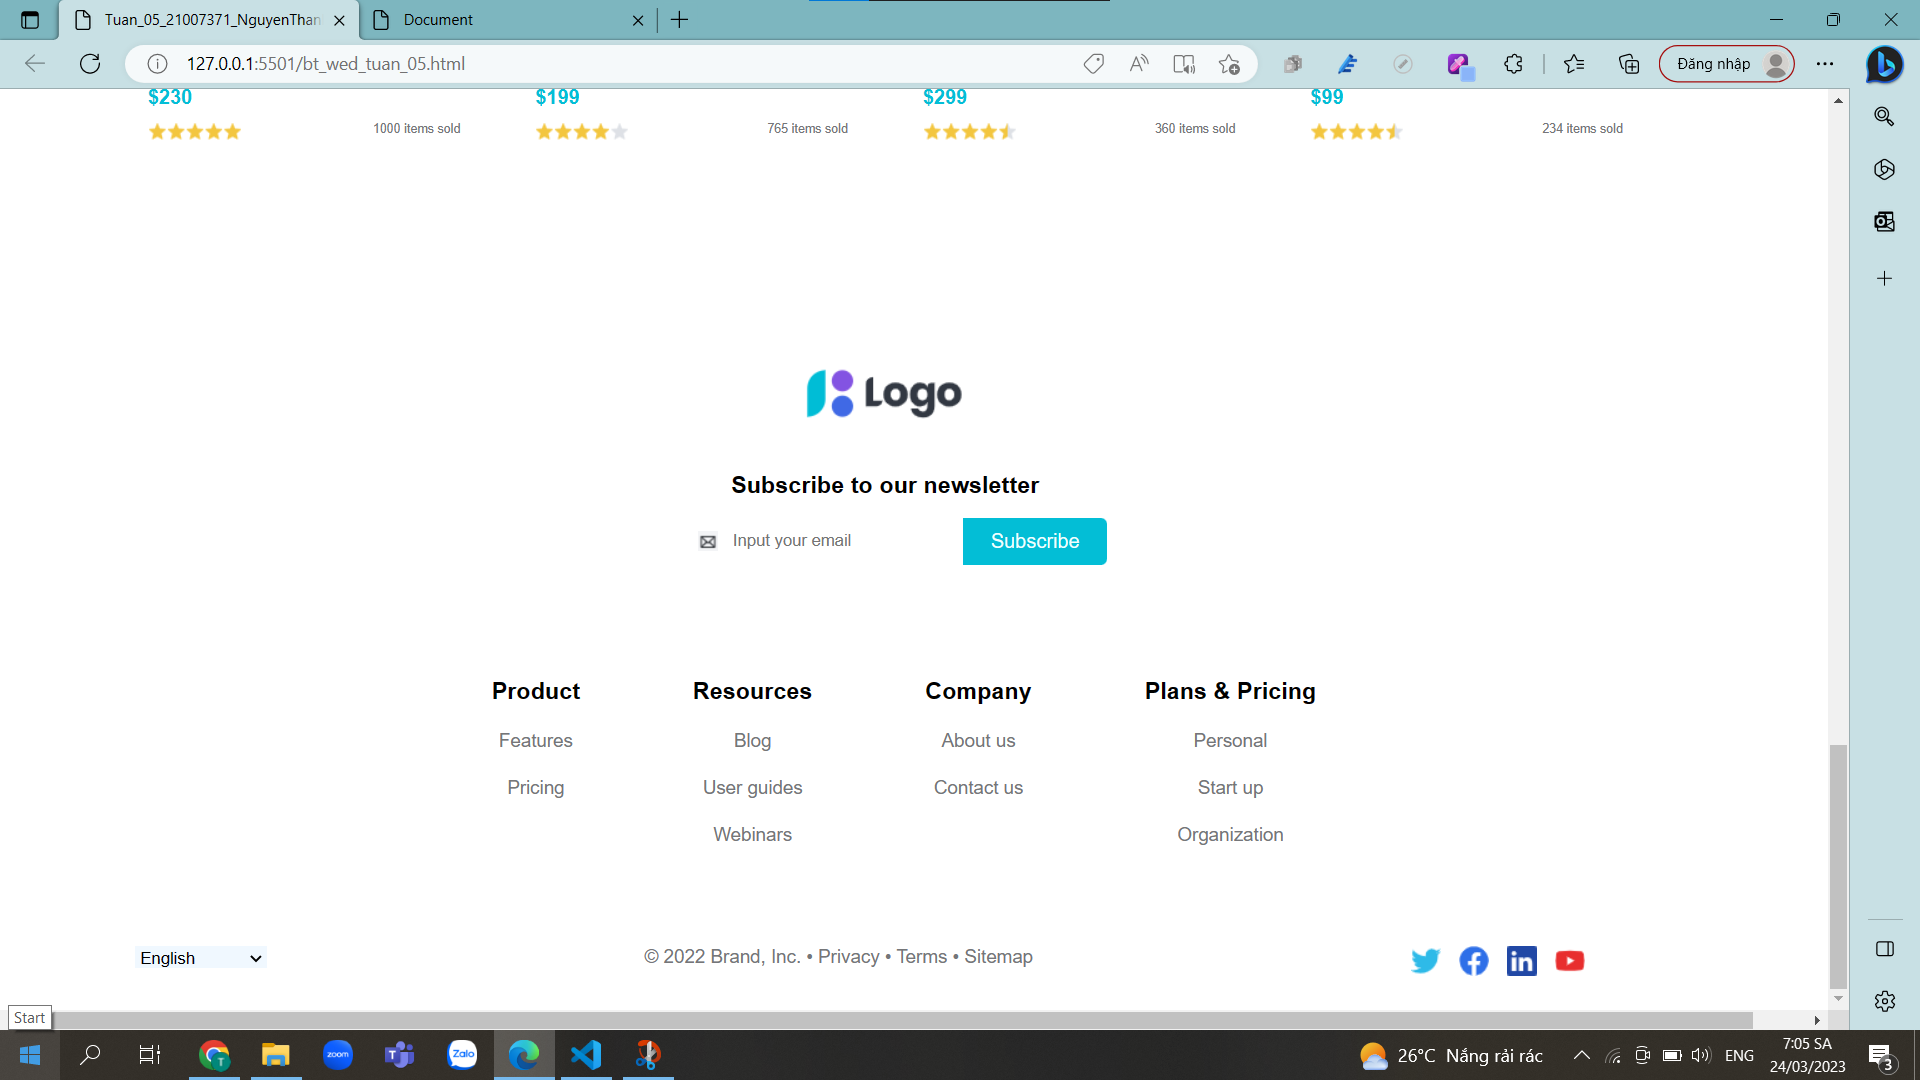 Tuan_05_21007371_NguyenThan
Document
127.0.0.1:5501/bt_wed_tuan_05.html
Đăng nhập
$230
$199
$299
$99
1000 items sold
765 items sold
360 items sold
234 items sold
Logo
Subscribe to our newsletter
Input your email
Subscribe
Product
Resources
Company
Plans & Pricing
Features
Blog
About us
Personal
Pricing
User guides
Contact us
Start up
Webinars
Organization
English
© 2022 Brand, Inc. • Privacy • Terms • Sitemap
Start
zoom
Zalo
26°C Nắng rải rác
ENG
7:05 SA
24/03/2023
3